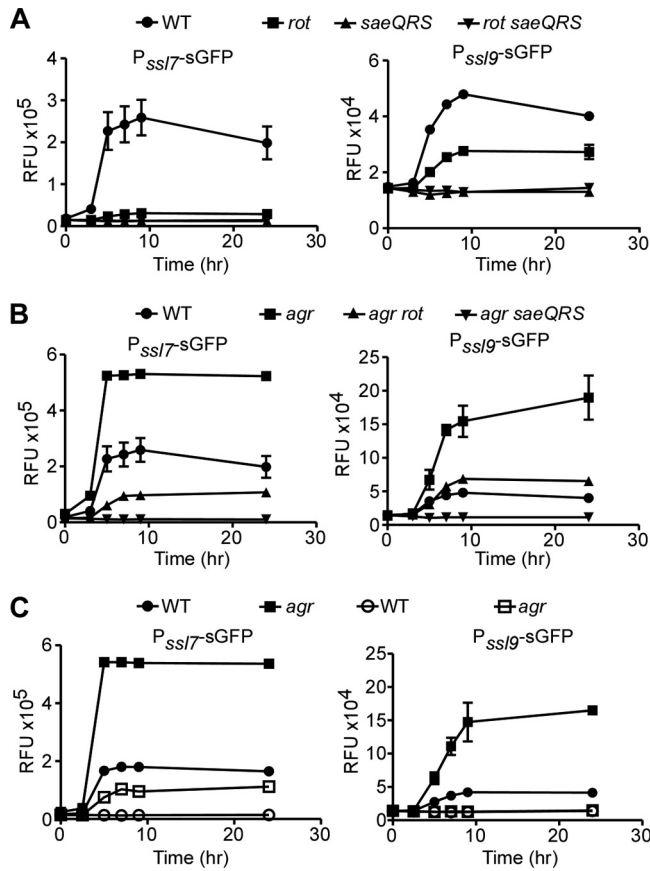 A
WT rot saeQRS rot saeQRS
Pssl7-sGFP
RFU x10⁵
4
3
2
1
0
0 10 20 30
Time (hr)
Pssl9-sGFP
RFU x10⁴
6
4
2
0
0 10 20 30
Time (hr)
B
WT agr agr rot agr saeQRS
Pssl7-sGFP
RFU x10⁵
6
4
2
0
0 10 20 30
Time (hr)
Pssl9-sGFP
RFU x10⁴
25
20
15
10
5
0
0 10 20 30
Time (hr)
C
WT agr WT agr
Pssl7-sGFP
RFU x10⁵
6
4
2
0
0 10 20 30
Time (hr)
Pssl9-sGFP
RFU x10⁴
25
20
15
10
5
0
0 10 20 30
Time (hr)